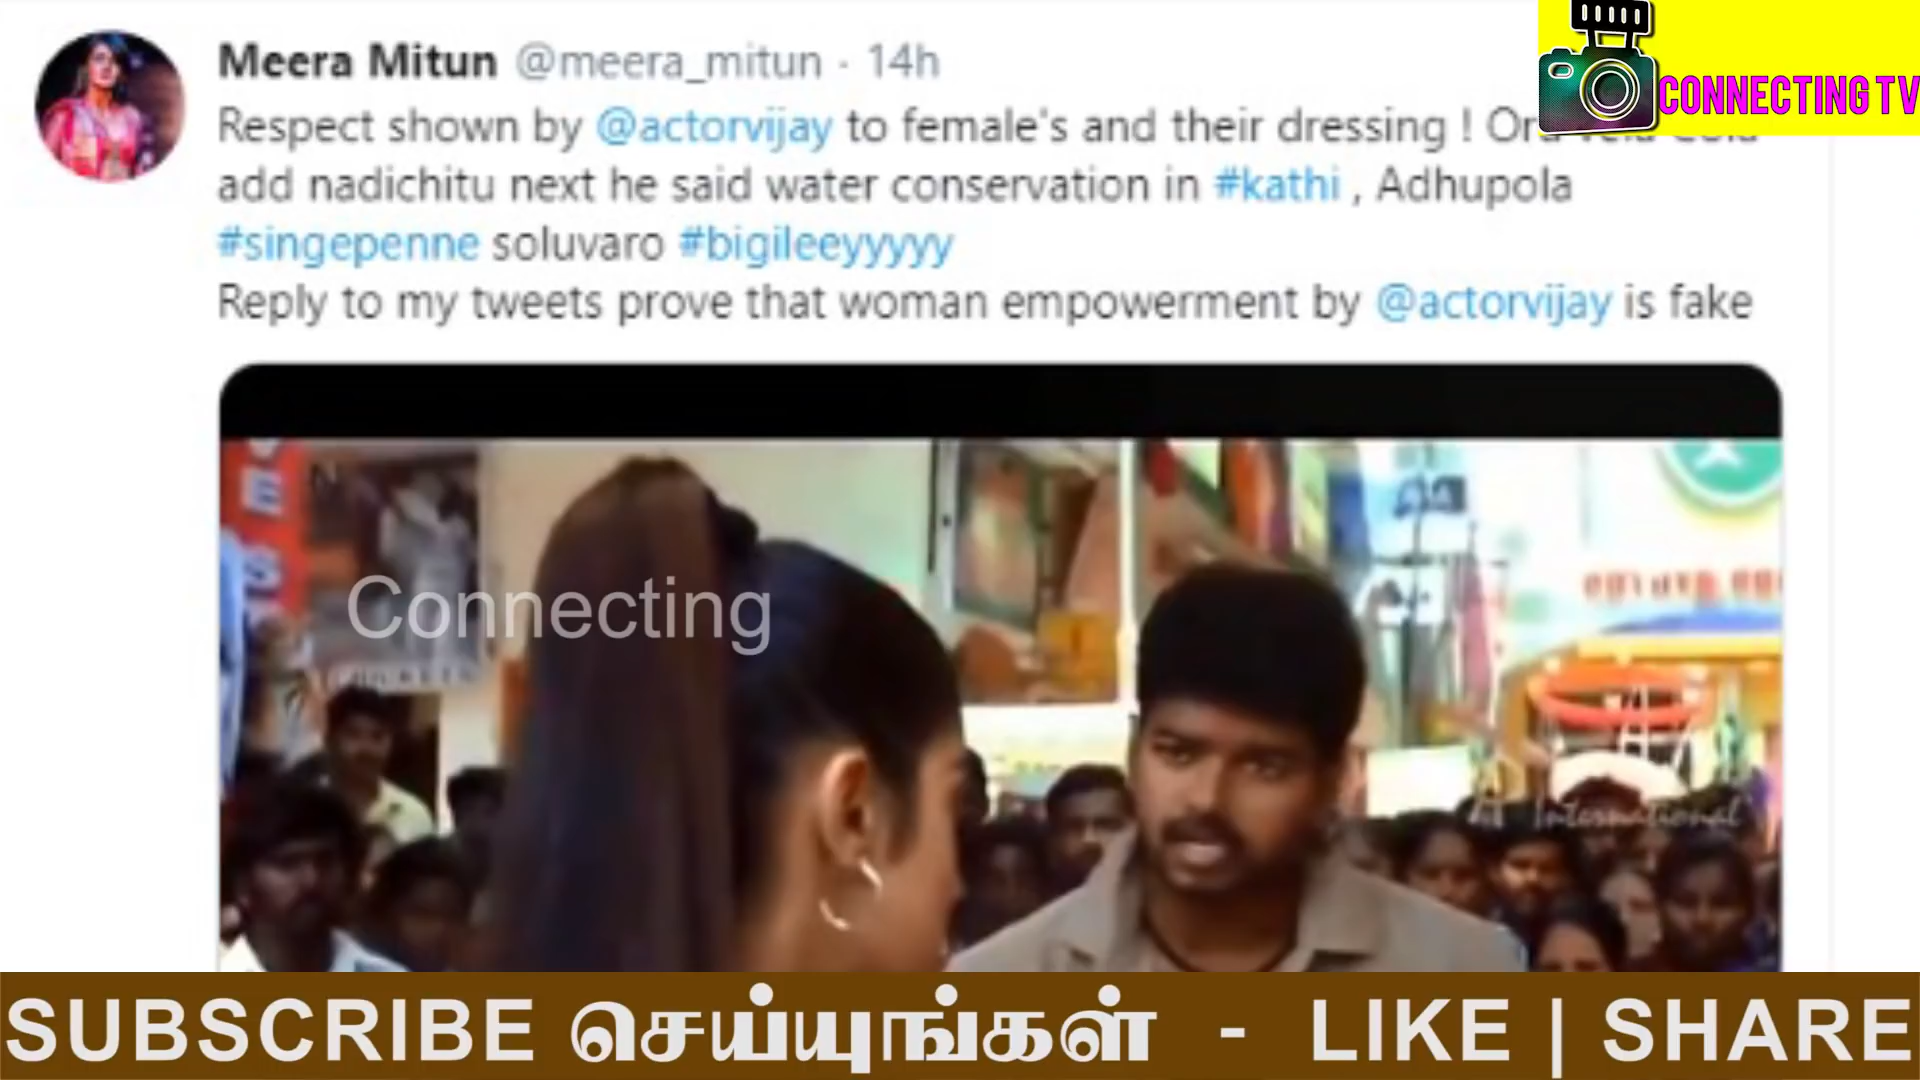 Meera Mitun @meera_mitun · 14h
CONNECTING TV
Respect shown by @actorvijay to female's and their dressing ! Oru
add nadichitu next he said water conservation in #kathi , Adhupola
#singepenne soluvaro #bigileeyyyyy
Reply to my tweets prove that woman empowerment by @actorvijay is fake
Connecting
International
SUBSCRIBE செய்யுங்கள் - LIKE | SHARE